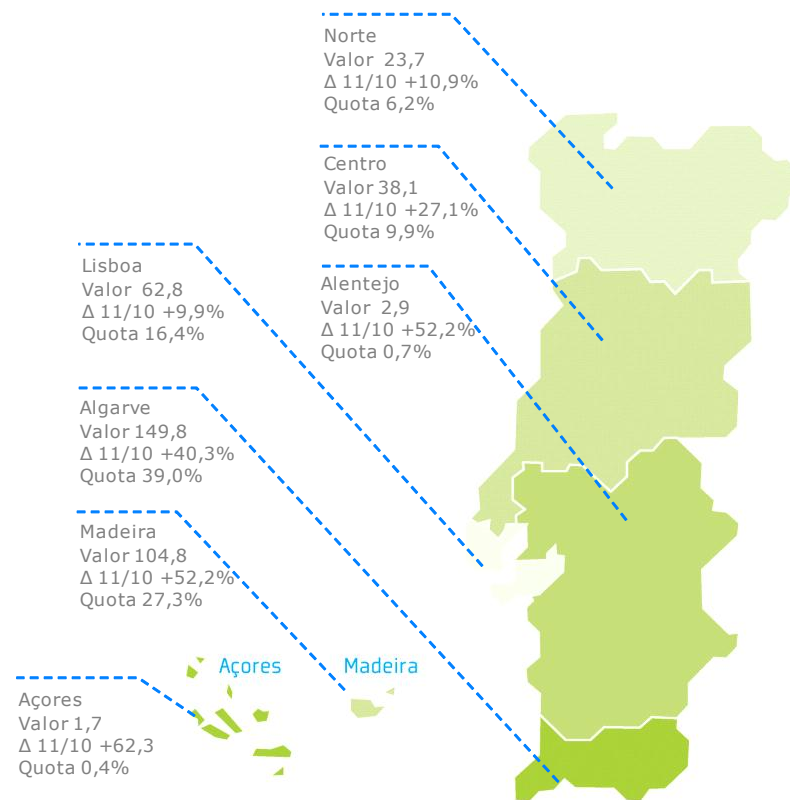 Norte
Valor 23,7
Δ 11/10 +10,9%
Quota 6,2%
Centro
Valor 38,1
Δ 11/10 +27,1%
Quota 9,9%
Lisboa
Valor 62,8
Δ 11/10 +9,9%
Quota 16,4%
Alentejo
Valor 2,9
Δ 11/10 +52,2%
Quota 0,7%
Algarve
Valor 149,8
Δ 11/10 +40,3%
Quota 39,0%
Madeira
Valor 104,8
Δ 11/10 +52,2%
Quota 27,3%
Açores
Madeira
Açores
Valor 1,7
Δ 11/10 +62,3
Quota 0,4%